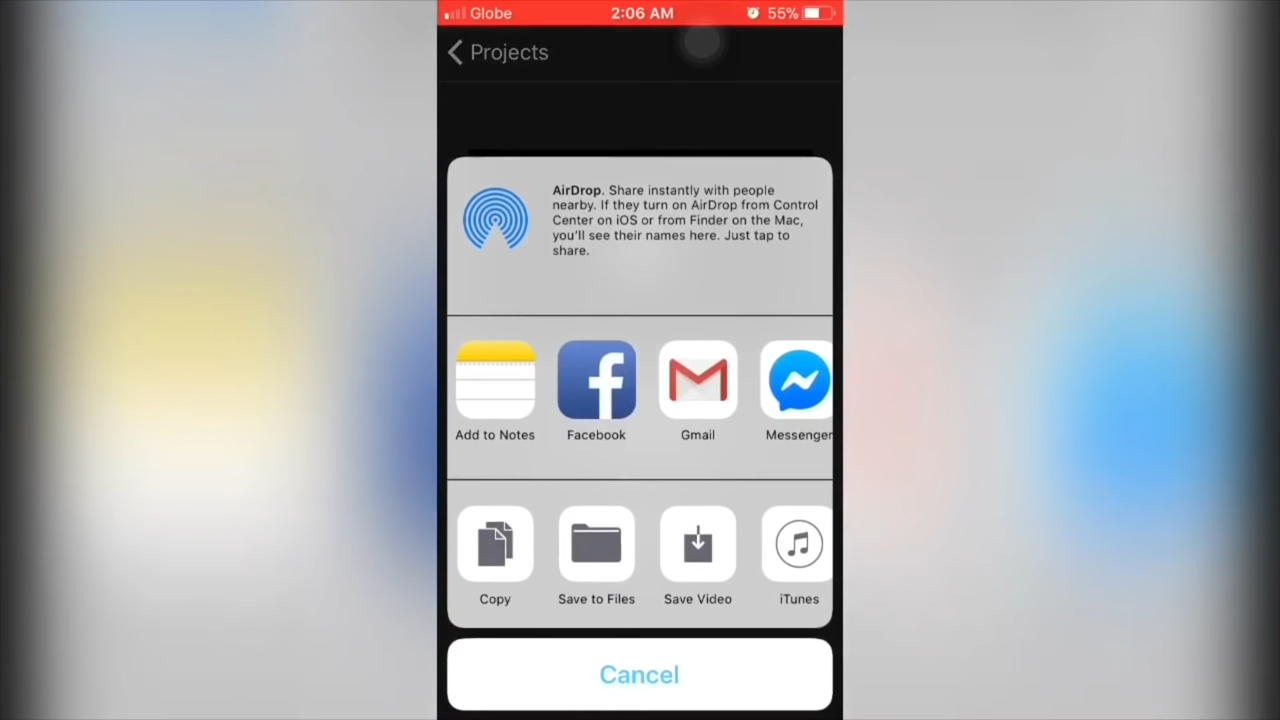 Globe 2:06 AM 55%
Projects
AirDrop. Share instantly with people
nearby. If they turn on AirDrop from Control
Center on iOS or from Finder on the Mac,
you'll see their names here. Just tap to
share.
Add to Notes Facebook Gmail Messenger
Copy Save to Files Save Video iTunes
Cancel